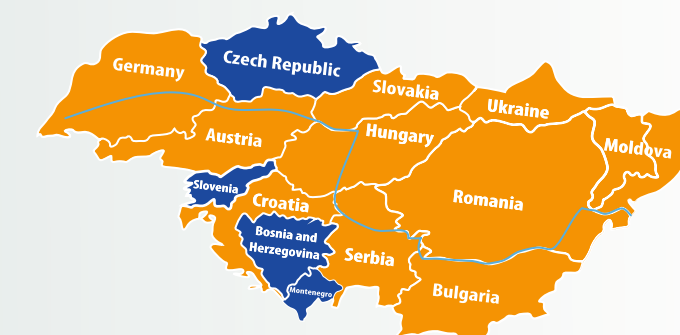 Germany
Czech Republic
Slovakia
Ukraine
Austria
Hungary
Moldova
Slovenia
Croatia
Romania
Bosnia and
Herzegovina
Serbia
Montenegro
Bulgaria